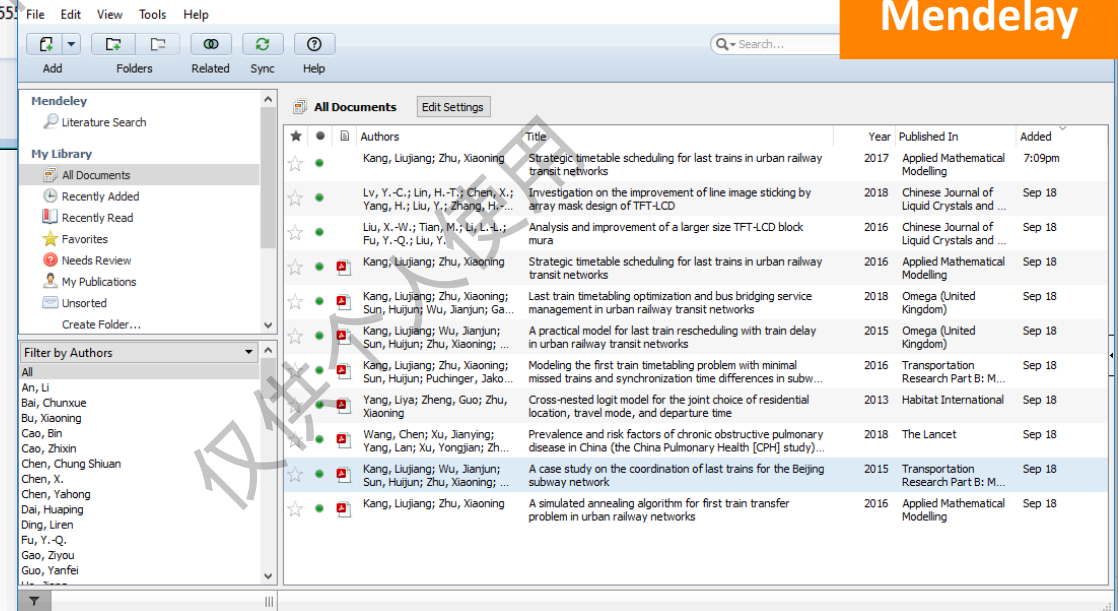 55
File Edit View Tools Help
Mendelay
Search...
Add Folders Related Sync Help
Mendeley
Literature Search
My Library
All Documents
Recently Added
Recently Read
Favorites
Needs Review
My Publications
Unsorted
Create Folder...
Filter by Authors
All
An, Li
Bai, Chunxue
Bu, Xiaoning
Cao, Bin
Cao, Zhixin
Chen, Chung Shiuan
Chen, X.
Chen, Yahong
Dai, Huaping
Ding, Liren
Fu, Y.-Q.
Gao, Ziyou
Guo, Yanfei
All Documents Edit Settings
Authors Title Year Published In Added
Kang, Liujiang; Zhu, Xiaoning Strategic timetable scheduling for last trains in urban railway 2017 Applied Mathematical 7:09pm
transit networks Modelling
Lv, Y.-C.; Lin, H.-T.; Chen, X.; Investigation on the improvement of line image sticking by 2018 Chinese Journal of Sep 18
Yang, H.; Liu, Y.; Zhang, H.-... array mask design of TFT-LCD Liquid Crystals and ...
Liu, X.-W.; Tian, M.; Li, L.-L.; Analysis and improvement of a larger size TFT-LCD block 2016 Chinese Journal of Sep 18
Fu, Y.-Q.; Liu, Y. mura Liquid Crystals and ...
Kang, Liujiang; Zhu, Xiaoning Strategic timetable scheduling for last trains in urban railway 2016 Applied Mathematical Sep 18
transit networks Modelling
Kang, Liujiang; Zhu, Xiaoning; Last train timetabling optimization and bus bridging service 2018 Omega (United Sep 18
Sun, Huijun; Wu, Jianjun; Ga... management in urban railway transit networks Kingdom)
Kang, Liujiang; Wu, Jianjun; A practical model for last train rescheduling with train delay 2015 Omega (United Sep 18
Sun, Huijun; Zhu, Xiaoning; ... in urban railway transit networks Kingdom)
Kang, Liujiang; Zhu, Xiaoning; Modeling the first train timetabling problem with minimal 2016 Transportation Sep 18
Sun, Huijun; Puchinger, Jako... missed trains and synchronization time differences in subw... Research Part B: M...
Yang, Liya; Zheng, Guo; Zhu, Cross-nested logit model for the joint choice of residential 2013 Habitat International Sep 18
Xiaoning location, travel mode, and departure time
Wang, Chen; Xu, Jianying; Prevalence and risk factors of chronic obstructive pulmonary 2018 The Lancet Sep 18
Yang, Lan; Xu, Yongjian; Zh... disease in China (the China Pulmonary Health [CPH] study)...
Kang, Liujiang; Wu, Jianjun; A case study on the coordination of last trains for the Beijing 2015 Transportation Sep 18
Sun, Huijun; Zhu, Xiaoning; ... subway network Research Part B: M...
Kang, Liujiang; Zhu, Xiaoning A simulated annealing algorithm for first train transfer 2016 Applied Mathematical Sep 18
problem in urban railway networks Modelling
仅供个人使用